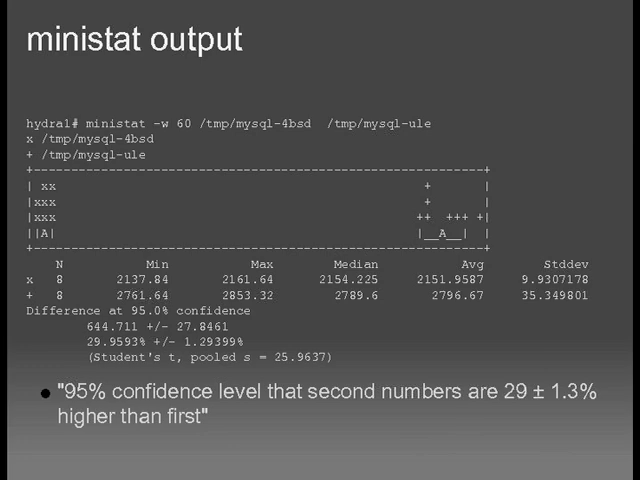 ministat output
hydra1# ministat -w 60 /tmp/mysql-4bsd  /tmp/mysql-ule
x /tmp/mysql-4bsd
+ /tmp/mysql-ule
+------------------------------------------------------------+
| xx                                                 +       |
|xxx                                                 +       |
|xxx                                                ++  +++ +|
||A|                                                |__A__|  |
+------------------------------------------------------------+
    N           Min           Max        Median           Avg        Stddev
x   8       2137.84       2161.64      2154.225     2151.9587     9.9307178
+   8       2761.64       2853.32        2789.6       2796.67     35.349801
Difference at 95.0% confidence
        644.711 +/- 27.8461
        29.9593% +/- 1.29399%
        (Student's t, pooled s = 25.9637)
● "95% confidence level that second numbers are 29 ± 1.3%
higher than first"